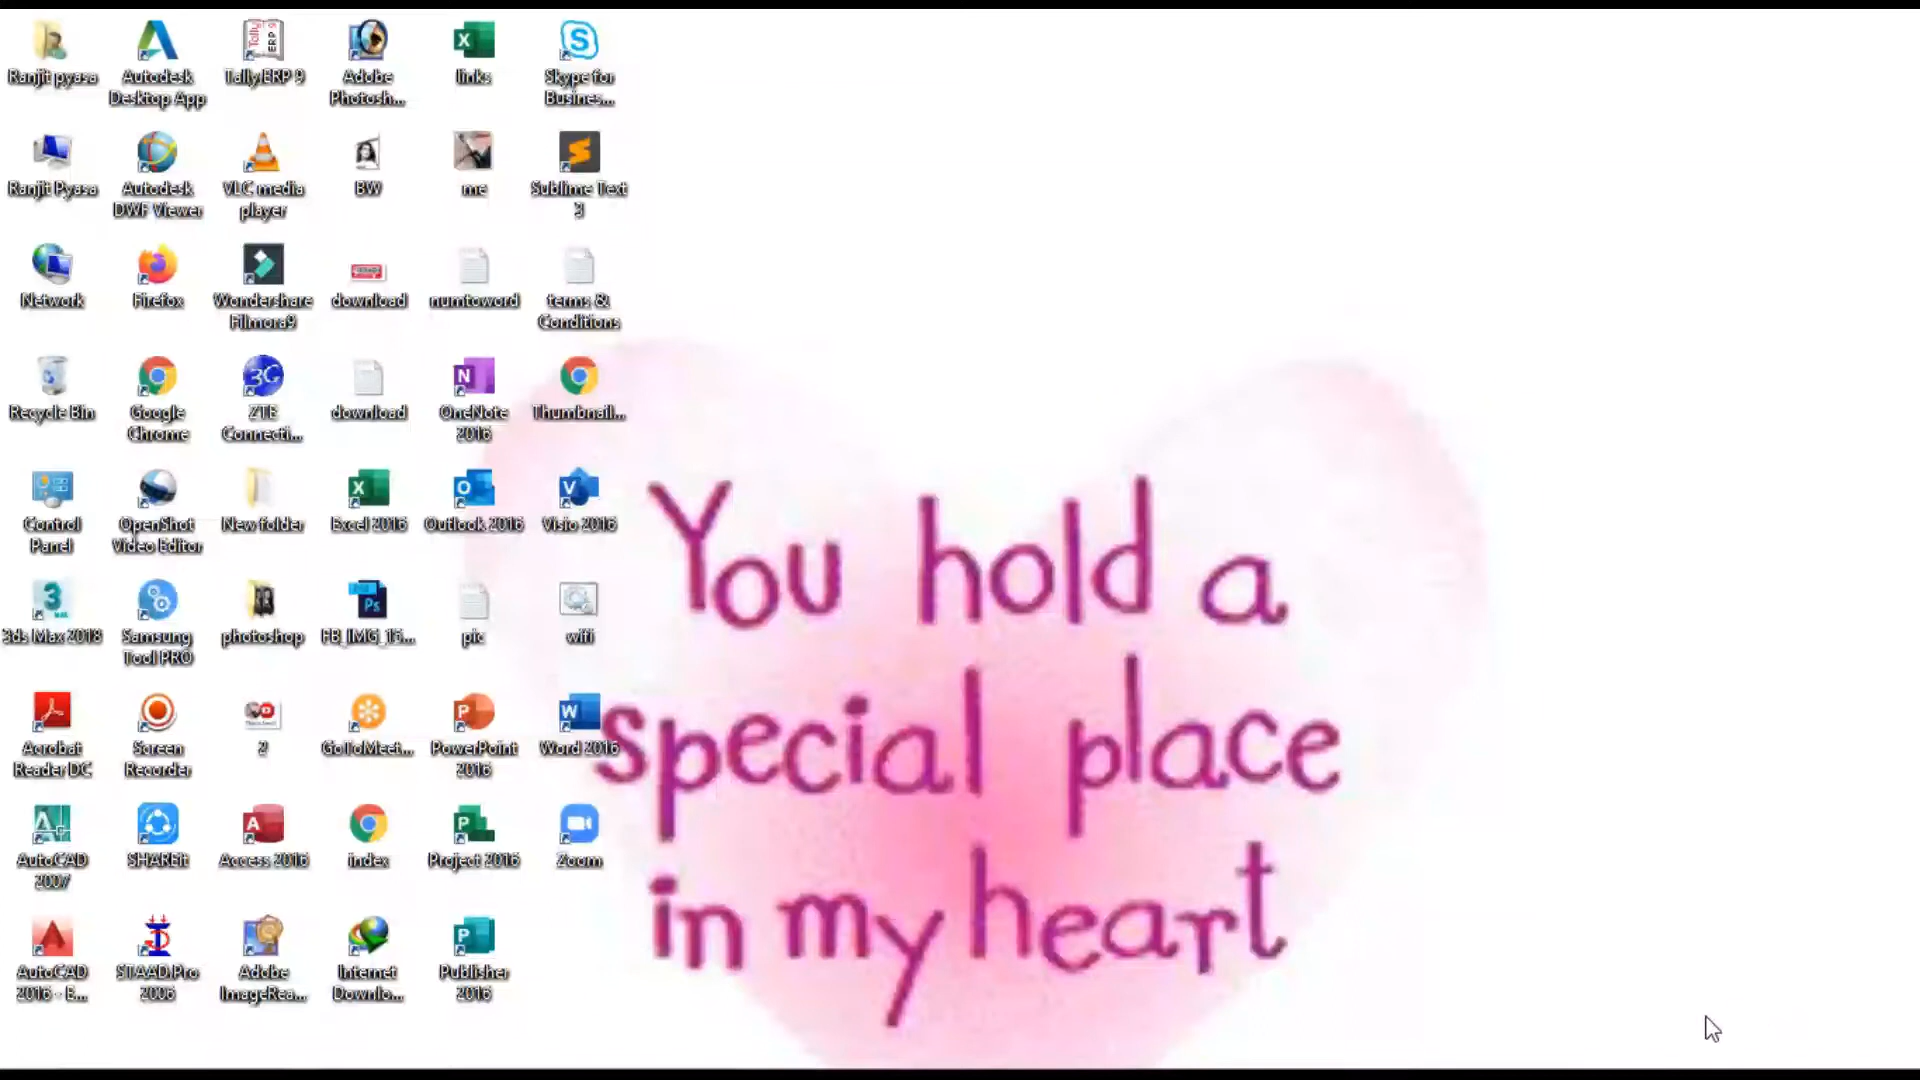 Ranjit pyasa
Autodesk
Desktop App
Tally.ERP 9
Adobe
Photosh...
links
Skype for
Busines...
Ranjit Pyasa
Autodesk
DWF Viewer
VLC media
player
BW
me
Sublime Text
3
Network
Firefox
Wondershare
Filmora9
download
numtoword
terms &
Conditions
Recycle Bin
Google
Chrome
ZTE
Connecti...
download
OneNote
2016
Thumbnail...
Control
Panel
OpenShot
Video Editor
New folder
Excel 2016
Outlook 2016
Visio 2016
3ds Max 2018
Samsung
Tool PRO
photoshop
FB_IMG_15...
pic
wifi
Acrobat
Reader DC
Screen
Recorder
2
GoToMeet...
PowerPoint
2016
Word 2016
AutoCAD
2007
SHAREit
Access 2016
index
Project 2016
Zoom
AutoCAD
2016 - E...
STAAD.Pro
2006
Adobe
ImageRea...
Internet
Downlo...
Publisher
2016
You hold a
special place
in my heart